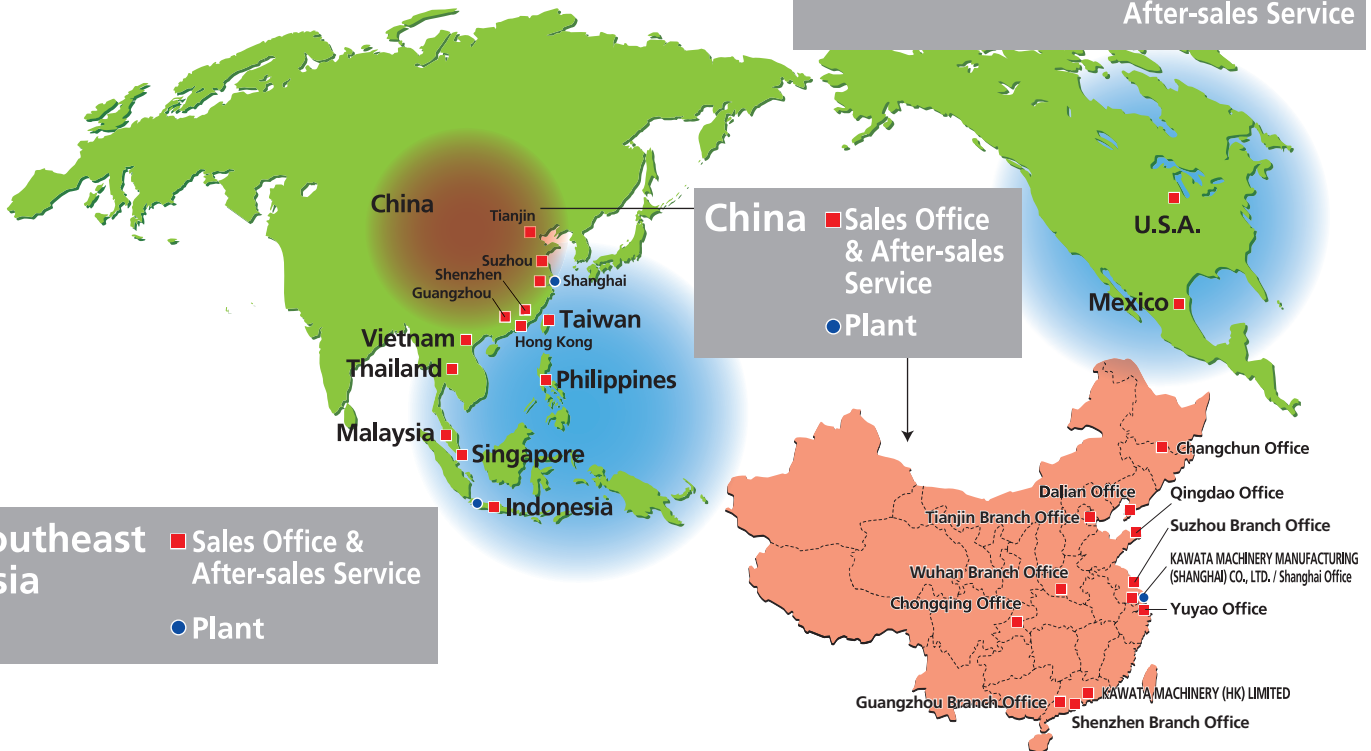 After-sales Service
China
Tianjin
Suzhou
Shenzhen
Shanghai
Guangzhou
Taiwan
Vietnam
Hong Kong
Thailand
Philippines
Malaysia
Singapore
Indonesia
China
Sales Office
& After-sales
Service
Plant
U.S.A.
Mexico
outheast
sia
Sales Office &
After-sales Service
Plant
Changchun Office
Dalian Office
Qingdao Office
Tianjin Branch Office
Suzhou Branch Office
KAWATA MACHINERY MANUFACTURING
(SHANGHAI) CO., LTD. / Shanghai Office
Wuhan Branch Office
Chongqing Office
Yuyao Office
KAWATA MACHINERY (HK) LIMITED
Guangzhou Branch Office
Shenzhen Branch Office